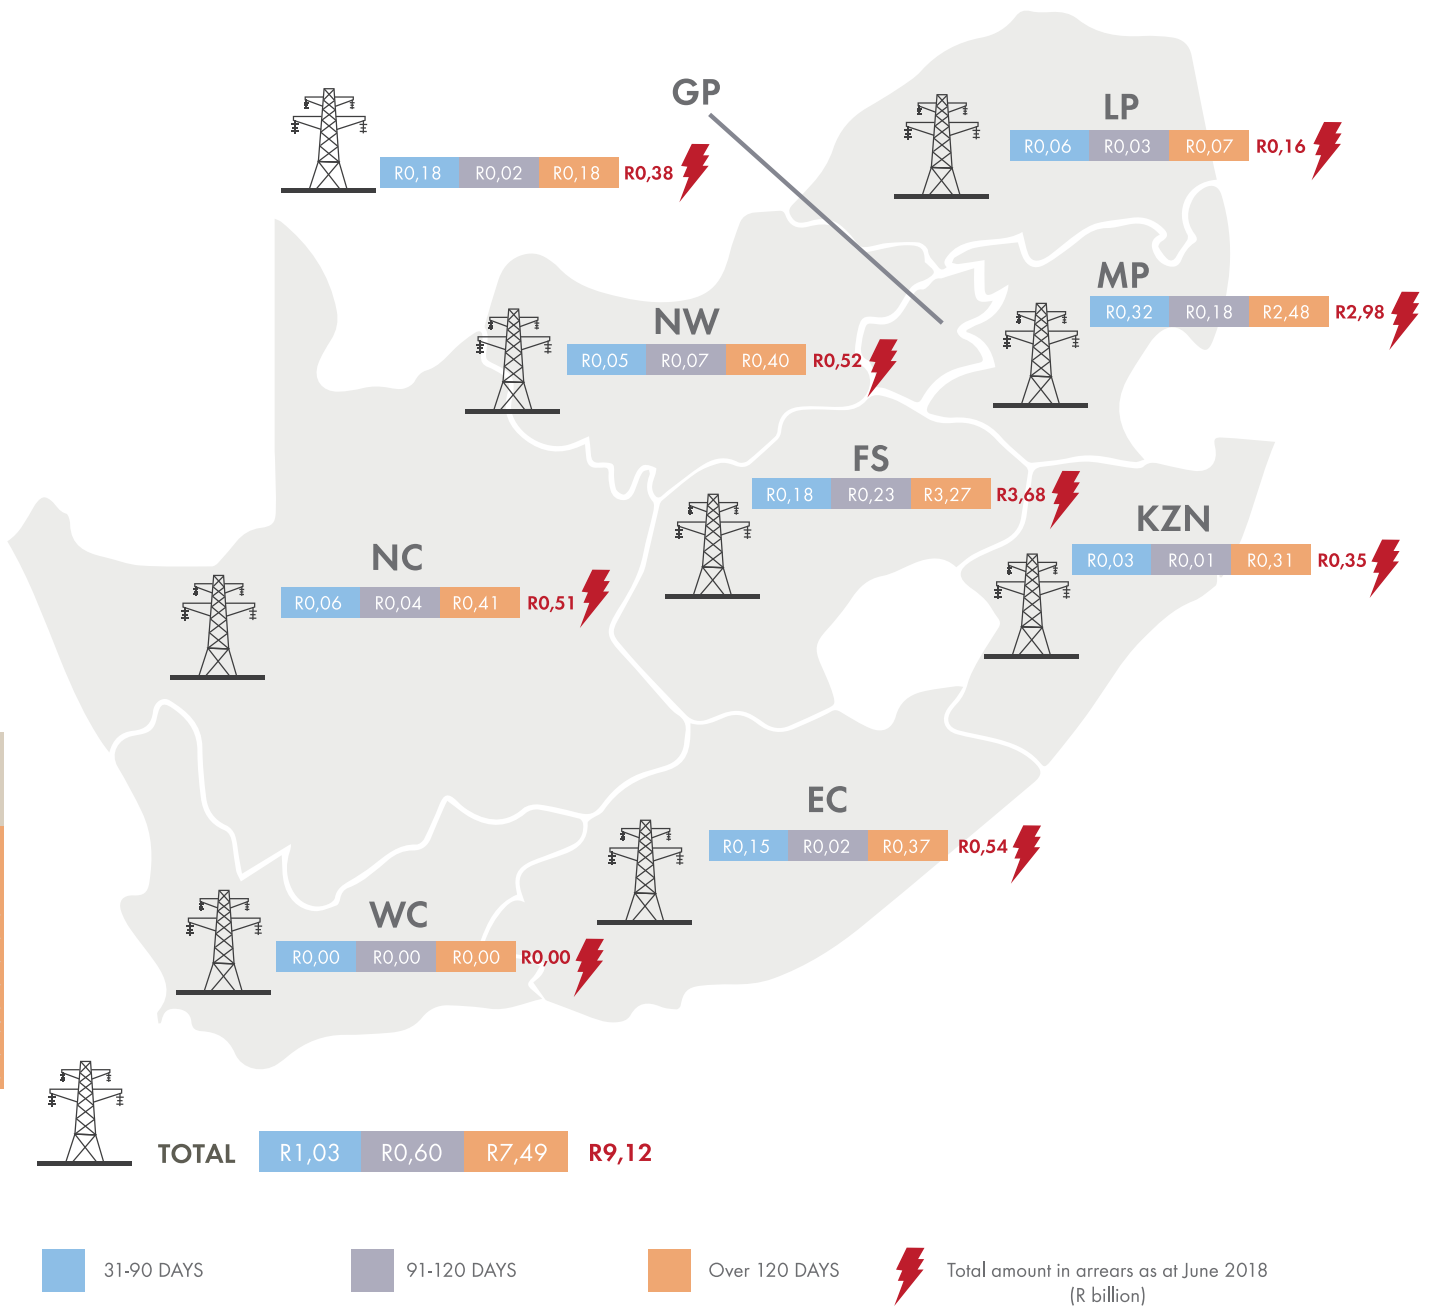 GP
R0,18 R0,02 R0,18 R0,38
LP
R0,06 R0,03 R0,07 R0,16
MP
R0,32 R0,18 R2,48 R2,98
NW
R0,05 R0,07 R0,40 R0,52
FS
R0,18 R0,23 R3,27 R3,68
KZN
R0,03 R0,01 R0,31 R0,35
NC
R0,06 R0,04 R0,41 R0,51
EC
R0,15 R0,02 R0,37 R0,54
WC
R0,00 R0,00 R0,00 R0,00
TOTAL R1,03 R0,60 R7,49 R9,12
31-90 DAYS 91-120 DAYS Over 120 DAYS Total amount in arrears as at June 2018
(R billion)